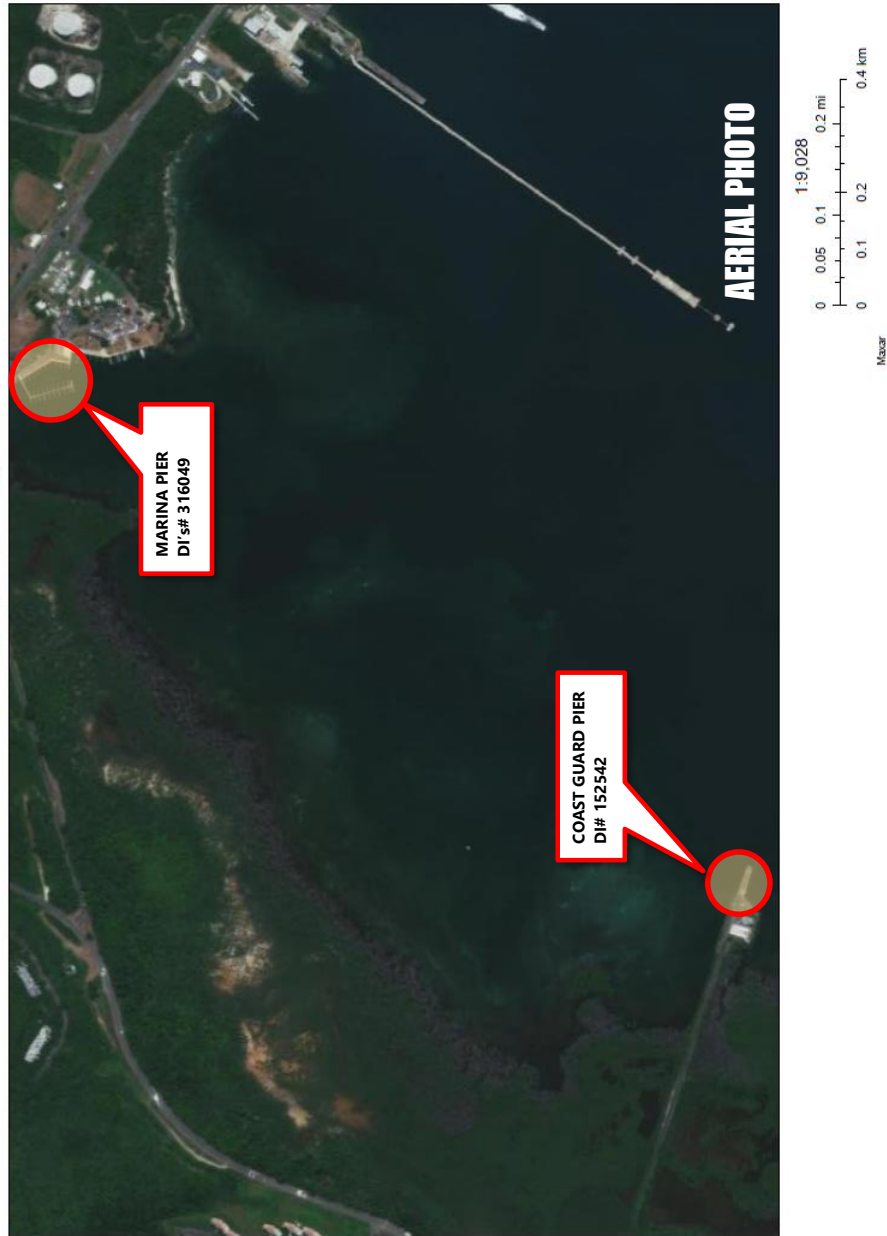 MARINA PIER
DI's# 316049
COAST GUARD PIER
DI# 152542
AERIAL PHOTO
1:9,028
0 0.05 0.1 0.2 mi
0 0.1 0.2 0.4 km
Maxar